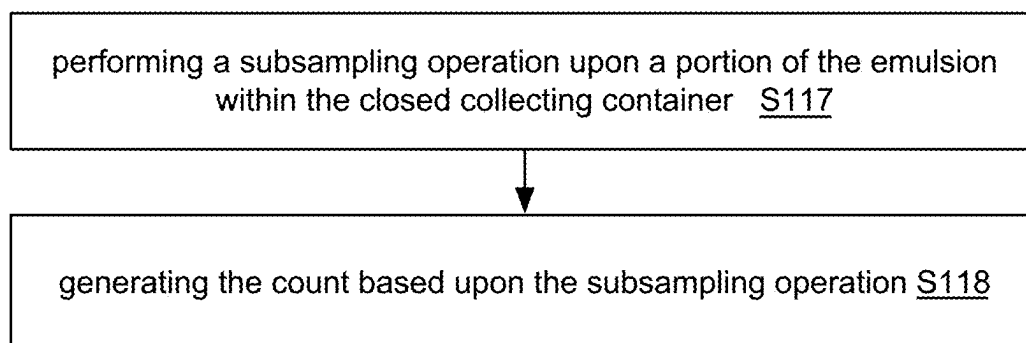 performing a subsampling operation upon a portion of the emulsion
within the closed collecting container S117
generating the count based upon the subsampling operation S118